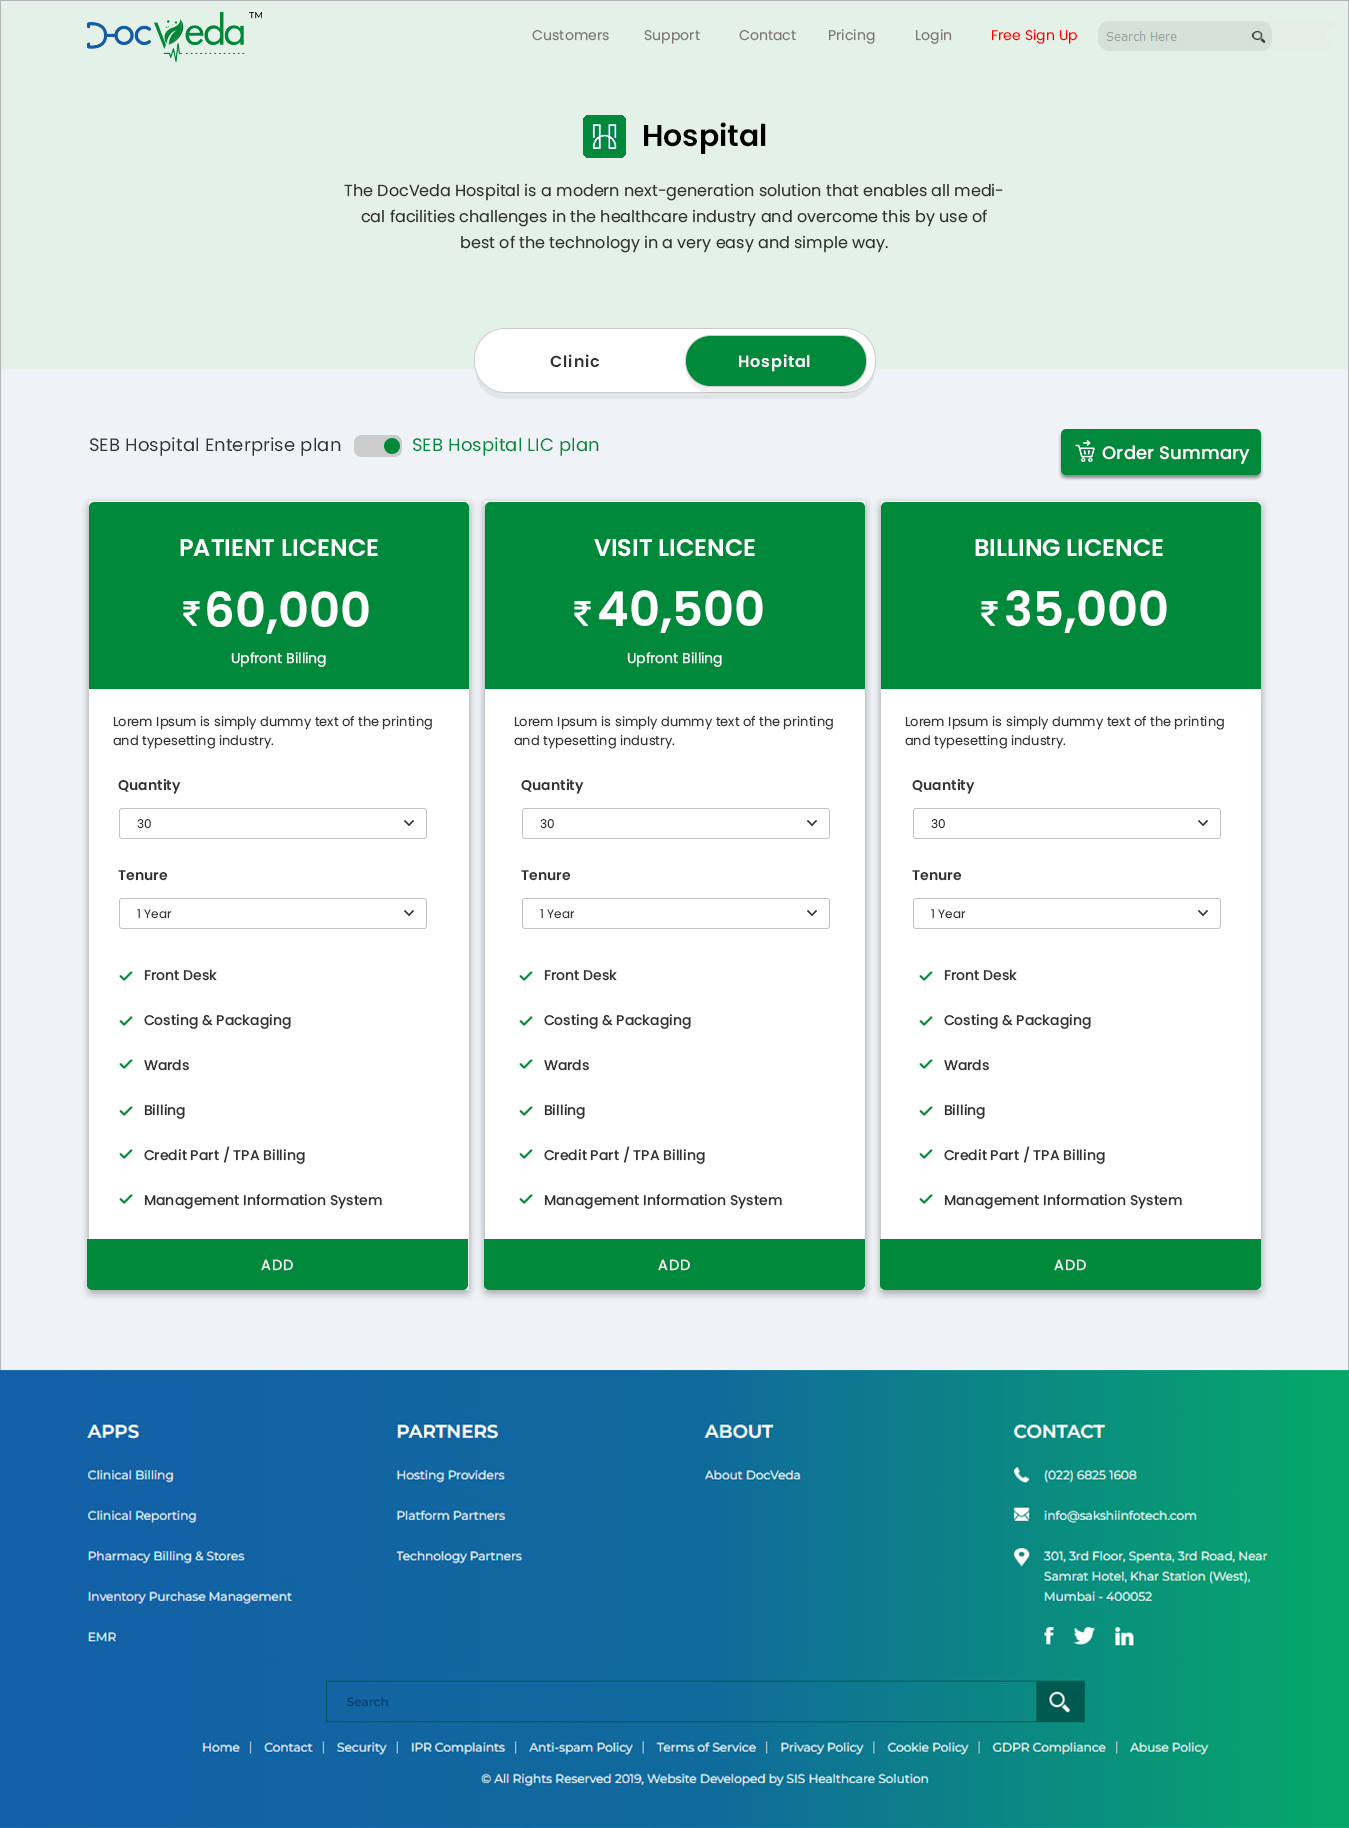 DocVeda TM
Customers Support Contact Pricing Login Free Sign Up Search Here
Hospital
The DocVeda Hospital is a modern next-generation solution that enables all medi-
cal facilities challenges in the healthcare industry and overcome this by use of
best of the technology in a very easy and simple way.
Clinic Hospital
SEB Hospital Enterprise plan SEB Hospital LIC plan
Order Summary
PATIENT LICENCE
₹60,000
Upfront Billing
Lorem Ipsum is simply dummy text of the printing
and typesetting industry.
Quantity
30
Tenure
1 Year
Front Desk
Costing & Packaging
Wards
Billing
Credit Part / TPA Billing
Management Information System
ADD
VISIT LICENCE
₹40,500
Upfront Billing
Lorem Ipsum is simply dummy text of the printing
and typesetting industry.
Quantity
30
Tenure
1 Year
Front Desk
Costing & Packaging
Wards
Billing
Credit Part / TPA Billing
Management Information System
ADD
BILLING LICENCE
₹35,000
Lorem Ipsum is simply dummy text of the printing
and typesetting industry.
Quantity
30
Tenure
1 Year
Front Desk
Costing & Packaging
Wards
Billing
Credit Part / TPA Billing
Management Information System
ADD
APPS
Clinical Billing
Clinical Reporting
Pharmacy Billing & Stores
Inventory Purchase Management
EMR
PARTNERS
Hosting Providers
Platform Partners
Technology Partners
ABOUT
About DocVeda
CONTACT
(022) 6825 1608
info@sakshiinfotech.com
301, 3rd Floor, Spenta, 3rd Road, Near
Samrat Hotel, Khar Station (West),
Mumbai - 400052
Search
Home | Contact | Security | IPR Complaints | Anti-spam Policy | Terms of Service | Privacy Policy | Cookie Policy | GDPR Compliance | Abuse Policy
© All Rights Reserved 2019, Website Developed by SIS Healthcare Solution